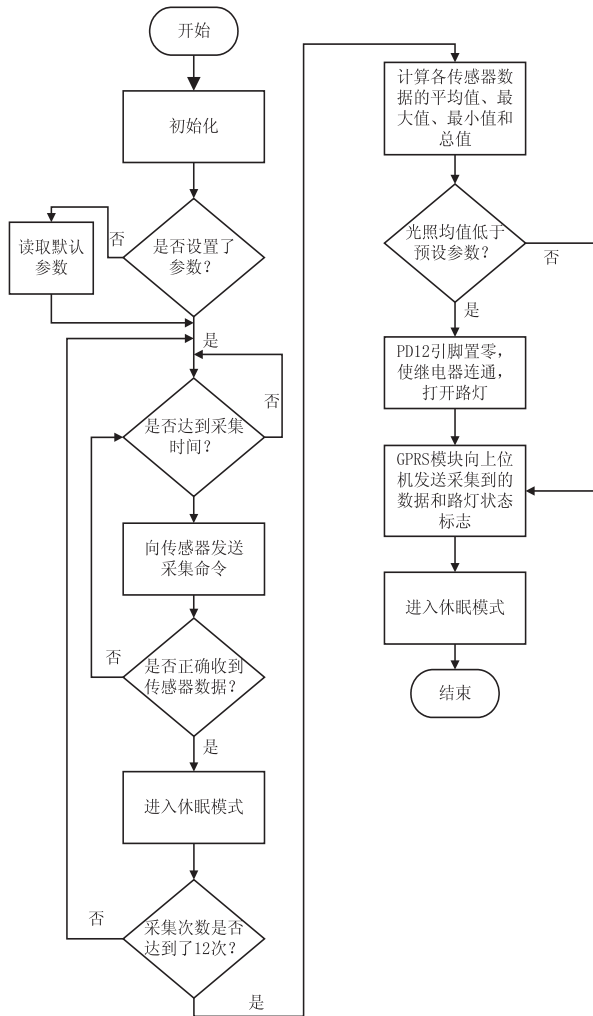 开始
初始化
是否设置了
参数？
否
读取默认
参数
是
是否达到采集
时间？
否
向传感器发送
采集命令
是否正确收到
传感器数据？
否
是
进入休眠模式
采集次数是否
达到了12次？
否
是
计算各传感器数
据的平均值、最
大值、最小值和
总值
光照均值低于
预设参数？
否
是
PD12引脚置零，
使继电器连通，
打开路灯
GPRS模块向上位
机发送采集到的
数据和路灯状态
标志
进入休眠模式
结束